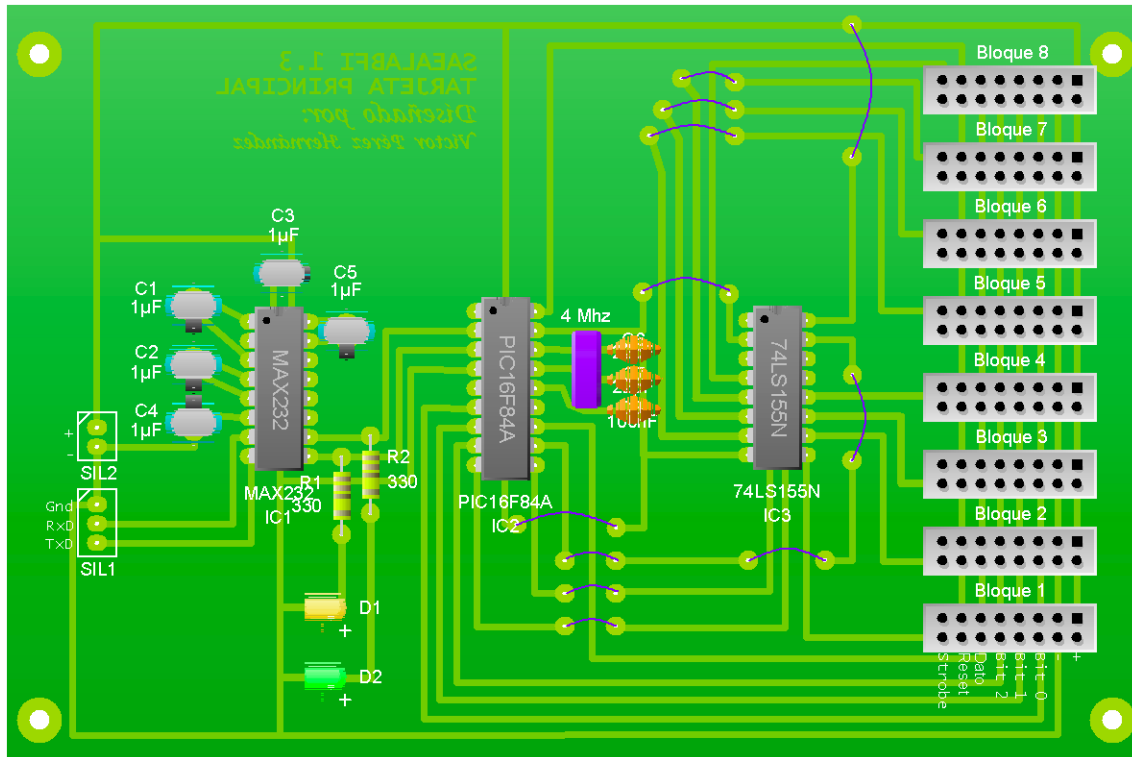 SAEALABFI 1.3
TARJETA PRINCIPAL
Diseñado por:
Victor Pérez Hernández
Bloque 8
Bloque 7
Bloque 6
Bloque 5
Bloque 4
Bloque 3
Bloque 2
Bloque 1
C3
1µF
C5
1µF
C1
1µF
C2
1µF
C4
1µF
MAX232
MAX232
IC1
PIC16F84A
PIC16F84A
IC2
4 Mhz
100nF
74LS155N
74LS155N
IC3
+
-
SIL2
Gnd
RxD
TxD
SIL1
R1
330
R2
330
D1
+
D2
+
Strobe
Reset
Dato
Bit 2
Bit 1
Bit 0
-
+